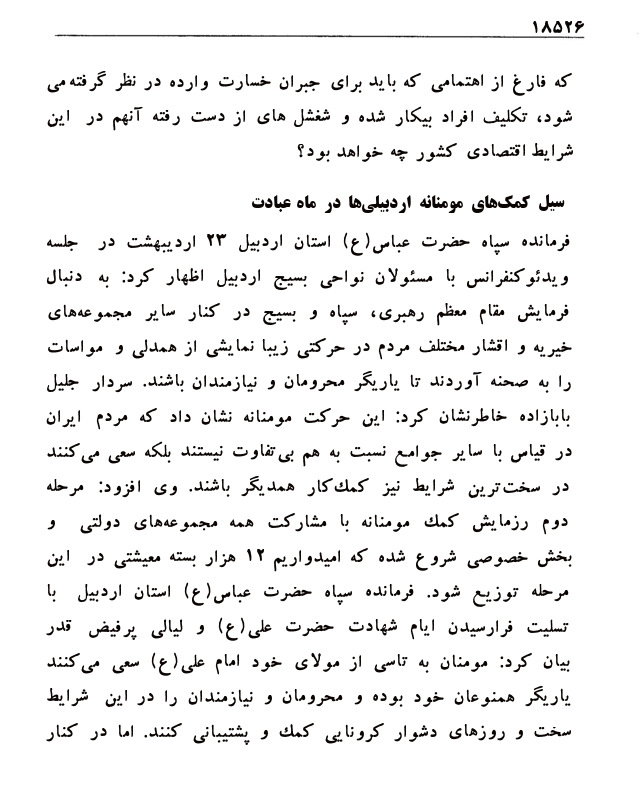 ۱۸۵۲۶
که فارغ از اهتمامی که باید برای جبران خسارت وارده در نظر گرفته‌می
شود، تکلیف افراد بیکار شده و شغشل های از دست رفته آنهم در این
شرایط اقتصادی کشور چه خواهد بود؟
سیل کمک‌های مومنانه اردبیلی‌ها در ماه عبادت
فرمانده سپاه حضرت عباس(ع) استان اردبیل ۲۳ اردیبهشت در جلسه
ویدئوکنفرانس با مسئولان نواحی بسیج اردبیل اظهار کرد: به دنبال
فرمایش مقام معظم رهبری، سپاه و بسیج در کنار سایر مجموعه‌های
خیریه و اقشار مختلف مردم در حرکتی زیبا نمایشی از همدلی و مواسات
را به صحنه آوردند تا یاریگر محرومان و نیازمندان باشند. سردار جلیل
بابازاده خاطرنشان کرد: این حرکت مومنانه نشان داد که مردم ایران
در قیاس با سایر جوامع نسبت به هم بی‌تفاوت نیستند بلکه سعی می‌کنند
در سخت‌ترین شرایط نیز کمک‌کار همدیگر باشند. وی افزود: مرحله
دوم رزمایش کمک مومنانه با مشارکت همه مجموعه‌های دولتی و
بخش خصوصی شروع شده که امیدواریم ۱۲ هزار بسته معیشتی در این
مرحله توزیع شود. فرمانده سپاه حضرت عباس(ع) استان اردبیل با
تسلیت فرارسیدن ایام شهادت حضرت علی(ع) و لیالی پرفیض قدر
بیان کرد: مومنان به تاسی از مولای خود امام علی(ع) سعی می‌کنند
یاریگر همنوعان خود بوده و محرومان و نیازمندان را در این شرایط
سخت و روزهای دشوار کرونایی کمک و پشتیبانی کنند. اما در کنار